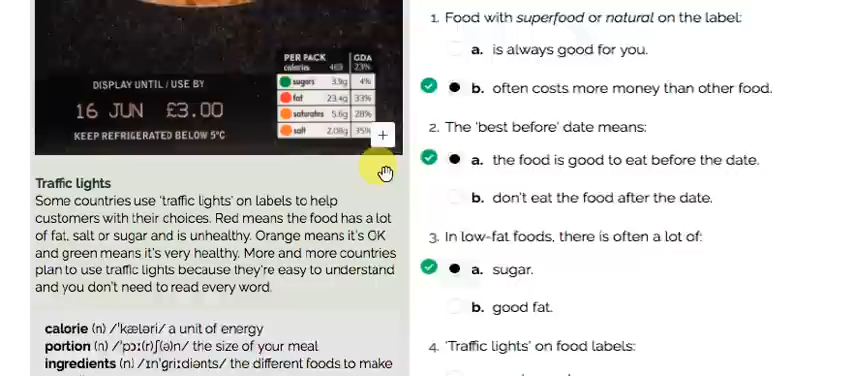 PER PACK GDA
calories 463 23%
sugars 3.9g 4%
fat 23.4g 33%
saturates 5.6g 28%
salt 2.08g 35%
DISPLAY UNTIL / USE BY
16 JUN £3.00
KEEP REFRIGERATED BELOW 5°C
+
Traffic lights
Some countries use 'traffic lights' on labels to help
customers with their choices. Red means the food has a lot
of fat, salt or sugar and is unhealthy. Orange means it's OK
and green means it's very healthy. More and more countries
plan to use traffic lights because they're easy to understand
and you don't need to read every word.
calorie (n) /ˈkæləri/ a unit of energy
portion (n) /ˈpɔː(r)ʃ(ə)n/ the size of your meal
ingredients (n) /ɪnˈɡriːdiənts/ the different foods to make
1. Food with superfood or natural on the label:
a. is always good for you.
b. often costs more money than other food.
2. The 'best before' date means:
a. the food is good to eat before the date.
b. don't eat the food after the date.
3. In low-fat foods, there is often a lot of:
a. sugar.
b. good fat.
4. 'Traffic lights' on food labels: